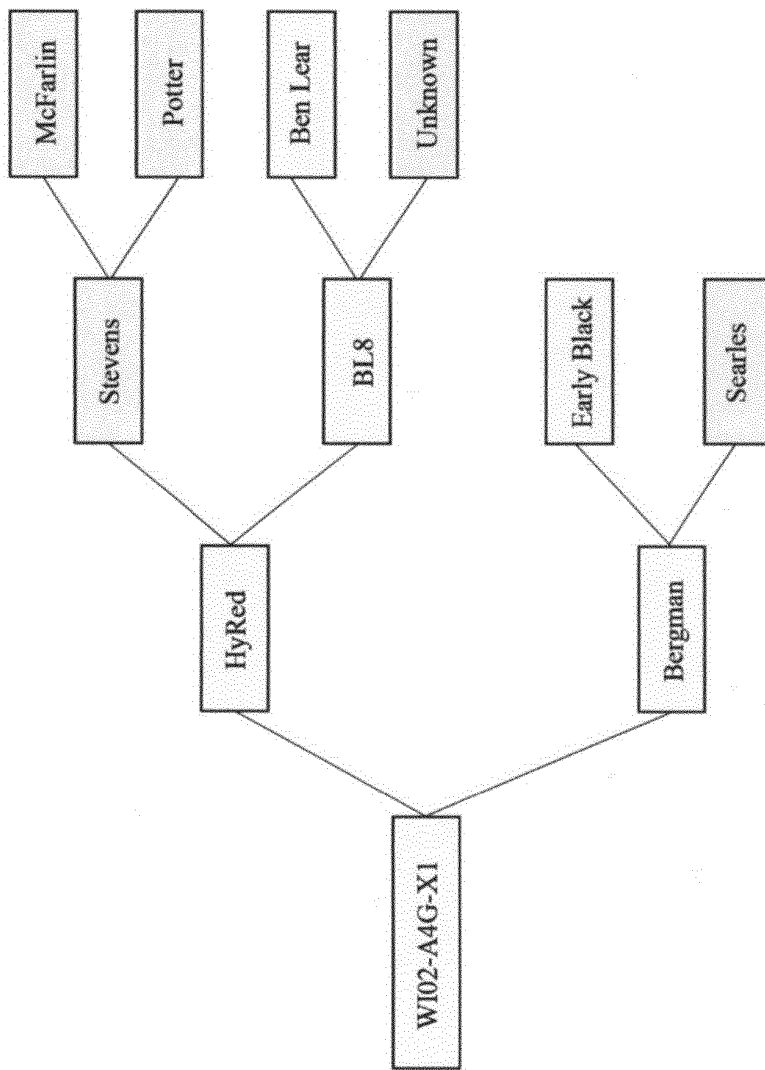 McFarlin
Potter
Ben Lear
Unknown
Stevens
BL8
Early Black
Searles
HyRed
Bergman
WI02-A4G-X1